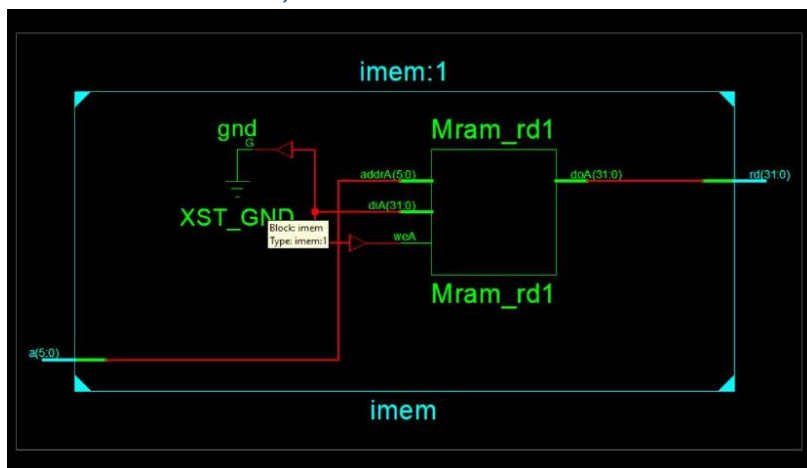 imem:1
gnd
G
XST_GND
Mram_rd1
addrA(5:0)
doA(31:0)
rd(31:0)
diA(31:0)
Block: imem
Type: imem:1
weA
Mram_rd1
a(5:0)
imem